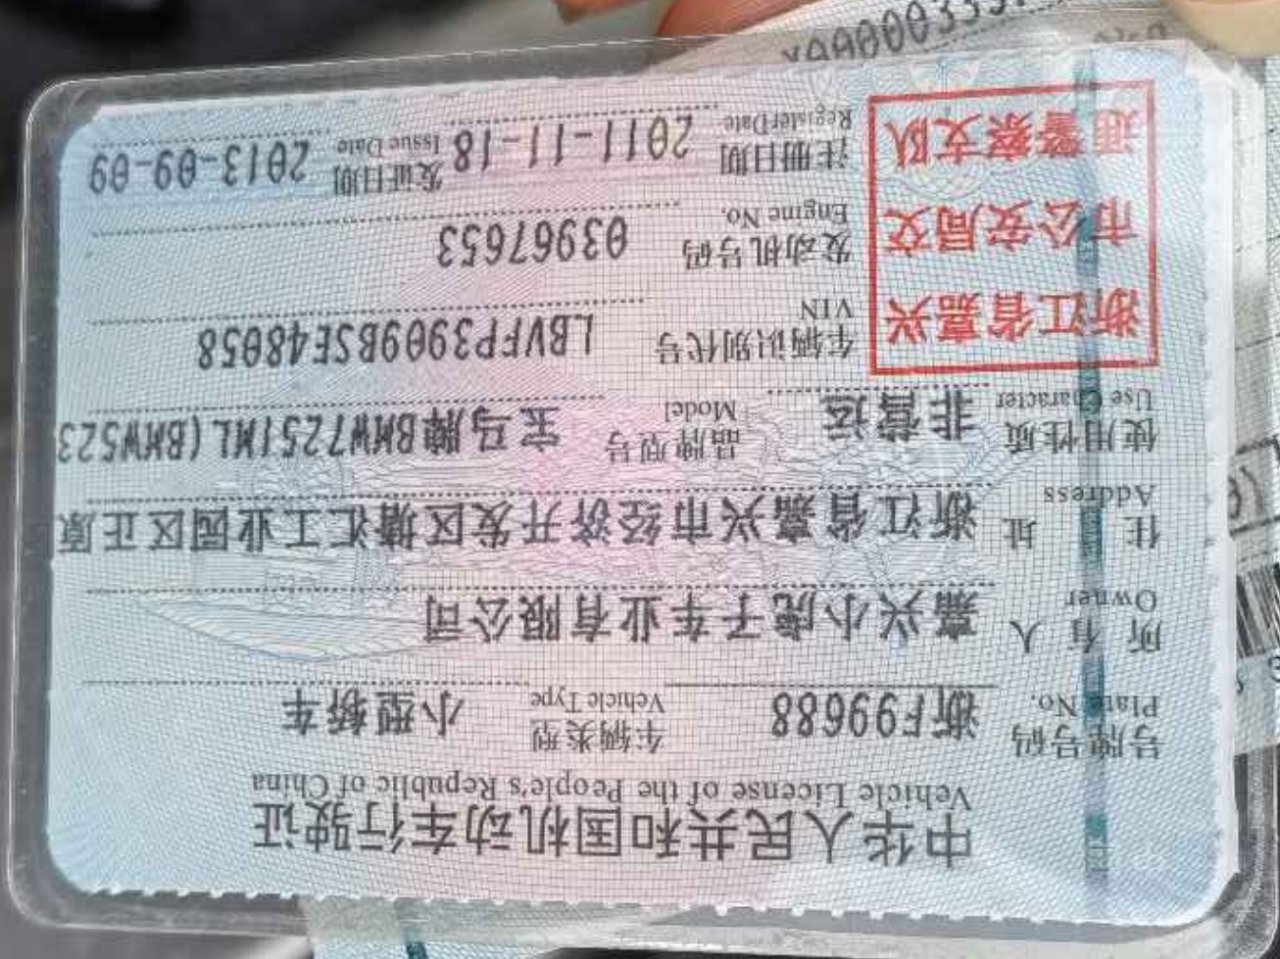 中华人民共和国机动车行驶证
Vehicle License of the People's Republic of China
号牌号码 浙F99688 车辆类型 小型轿车
Plate No. Vehicle Type
所有人 嘉兴小虎子车业有限公司
Owner
住址 浙江省嘉兴市经济开发区塘汇工业园区正原
Address
使用性质 非营运 品牌型号 宝马牌BMW7251ML(BMW523
Use Character Model
浙江省嘉兴
市公安局交
通警察支队
车辆识别代号 LBVFP3909BSE48058
VIN
发动机号码 03967653
Engine No.
注册日期 2011-11-18 发证日期 2013-09-09
Register Date Issue Date